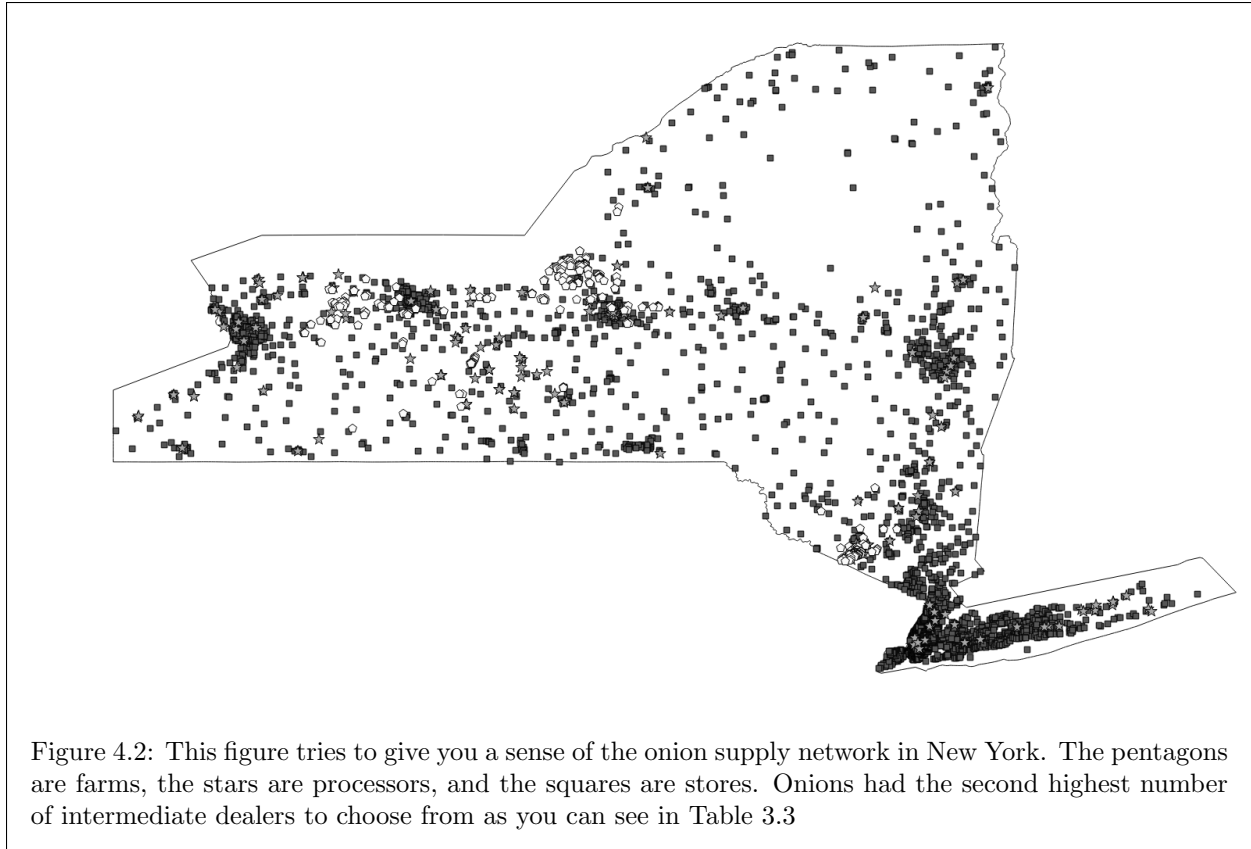 Figure 4.2: This figure tries to give you a sense of the onion supply network in New York. The pentagons
are farms, the stars are processors, and the squares are stores. Onions had the second highest number
of intermediate dealers to choose from as you can see in Table 3.3